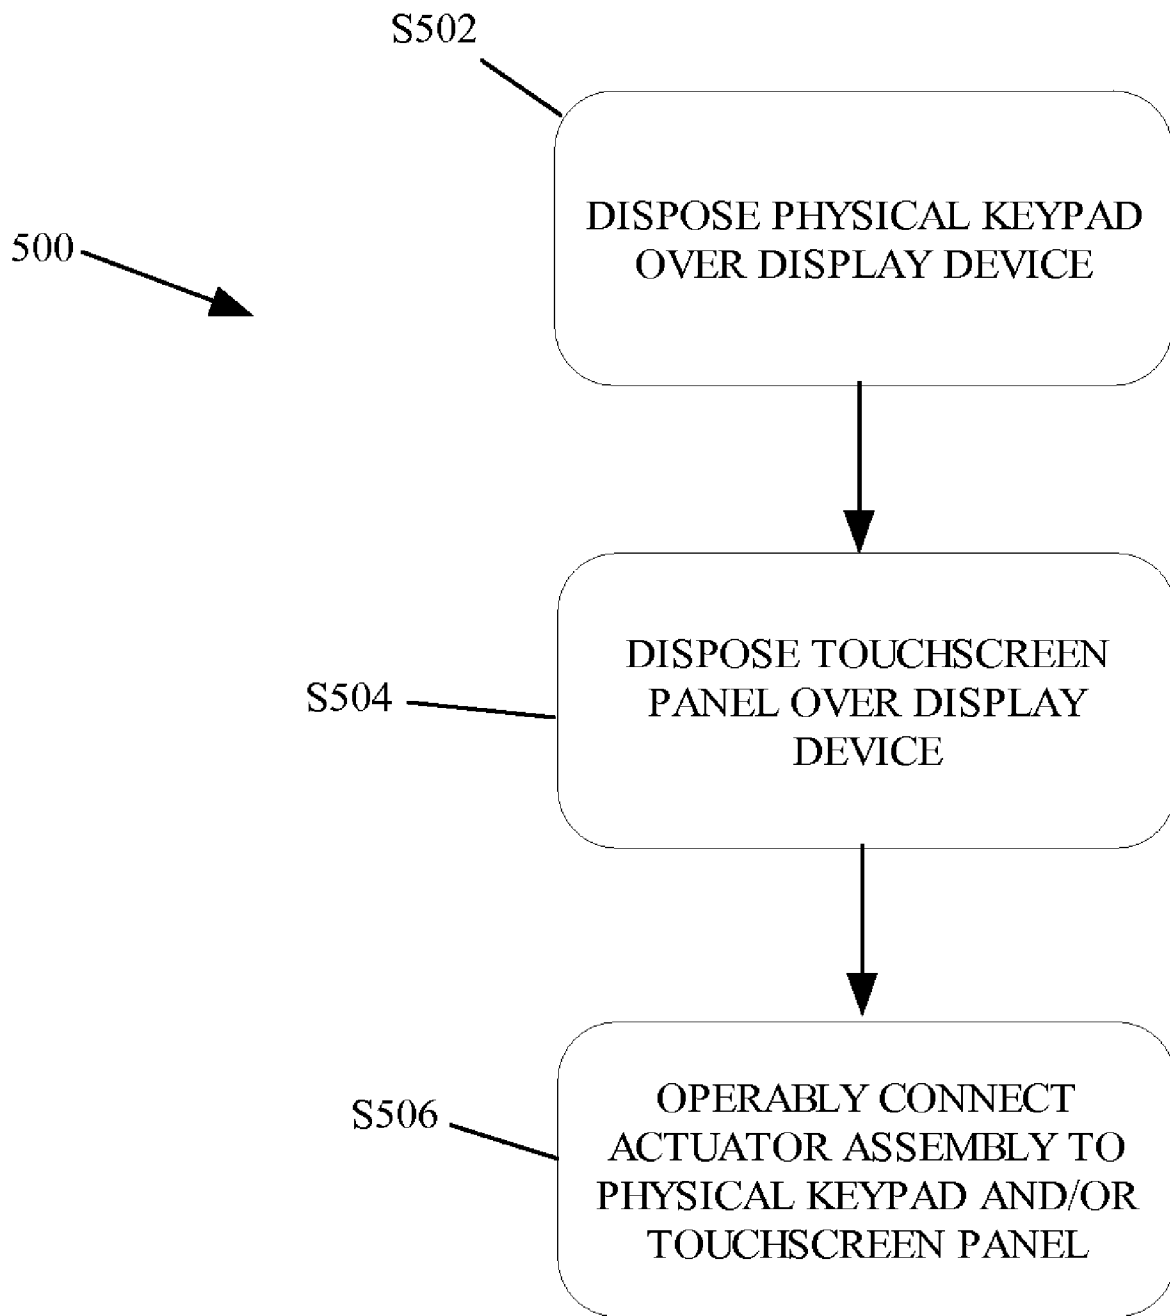 S502
DISPOSE PHYSICAL KEYPAD
OVER DISPLAY DEVICE
500
DISPOSE TOUCHSCREEN
PANEL OVER DISPLAY
DEVICE
S504
OPERABLY CONNECT
ACTUATOR ASSEMBLY TO
PHYSICAL KEYPAD AND/OR
TOUCHSCREEN PANEL
S506